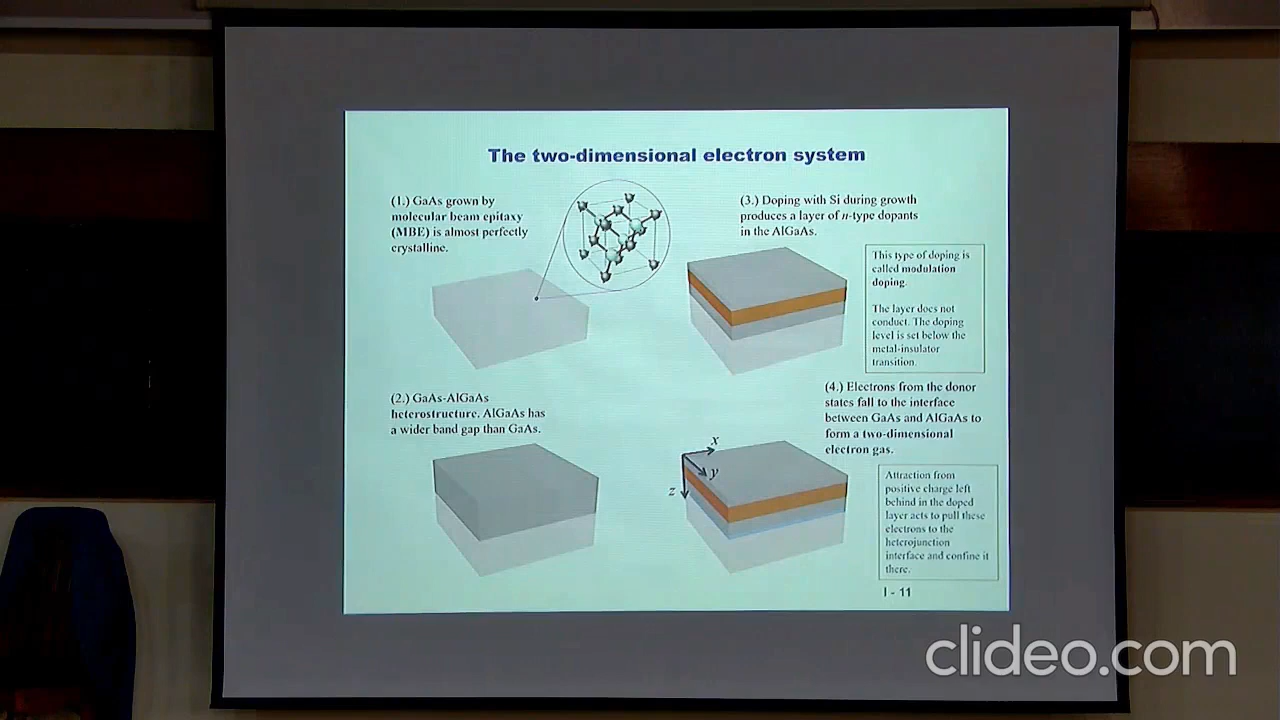 The two-dimensional electron system
(1.) GaAs grown by
molecular beam epitaxy
(MBE) is almost perfectly
crystalline.
(3.) Doping with Si during growth
produces a layer of n-type dopants
in the AlGaAs.
This type of doping is
called modulation
doping.
The layer does not
conduct. The doping
level is set below the
metal-insulator
transition.
(2.) GaAs-AlGaAs
heterostructure. AlGaAs has
a wider band gap than GaAs.
(4.) Electrons from the donor
states fall to the interface
between GaAs and AlGaAs to
form a two-dimensional
electron gas.
x
y
z
Attraction from
positive charge left
behind in the doped
layer acts to pull these
electrons to the
heterojunction
interface and confine it
there.
I - 11
clideo.com